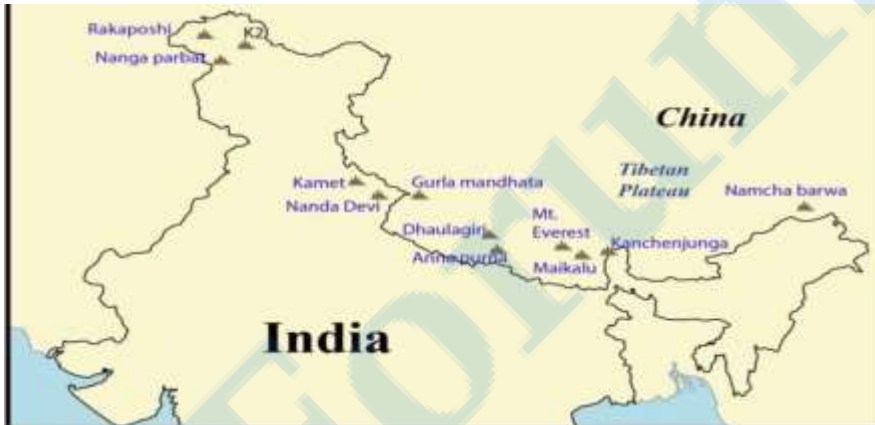 Rakaposhi
K2
Nanga parbat
China
Tibetan
Plateau
Kamet
Gurla mandhata
Namcha barwa
Nanda Devi
Mt.
Everest
Dhaulagiri
Kanchenjunga
Annapurna
Maikalu
India
Forum